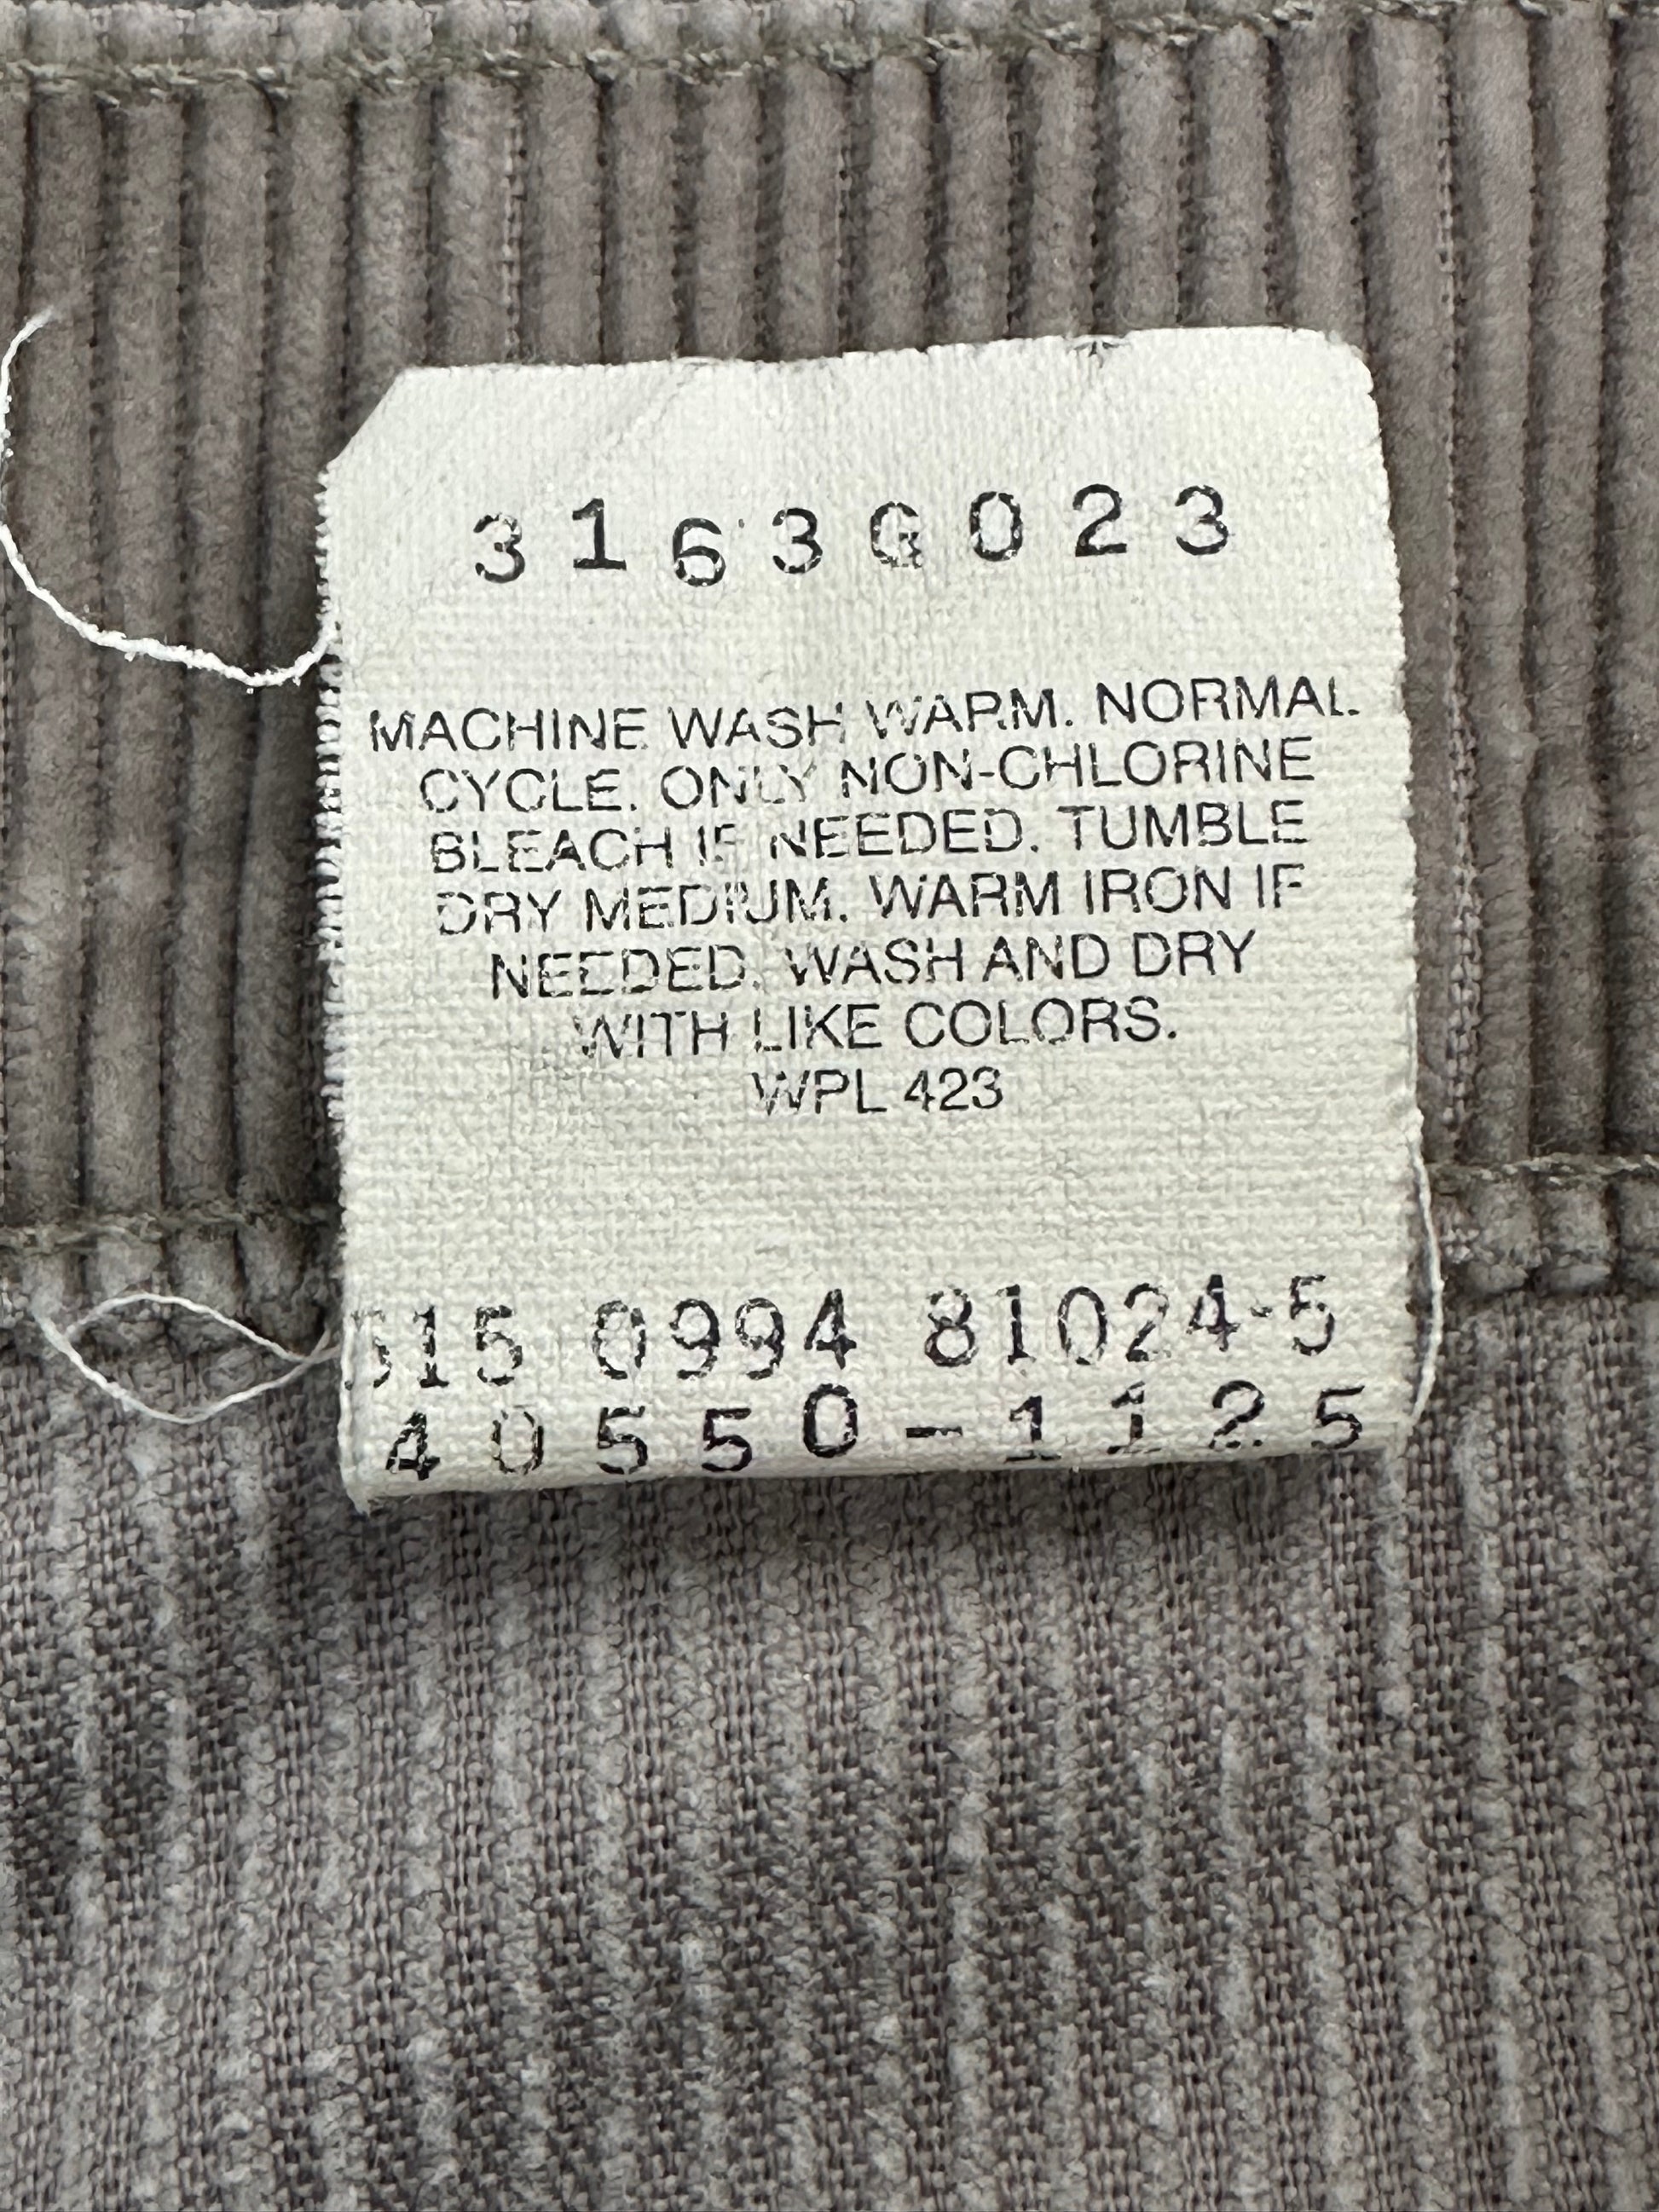 3163G023
MACHINE WASH WARM. NORMAL
CYCLE. ONLY NON-CHLORINE
BLEACH IF NEEDED. TUMBLE
DRY MEDIUM. WARM IRON IF
NEEDED. WASH AND DRY
WITH LIKE COLORS.
WPL 423
515 0994 81024-5
40550-1125